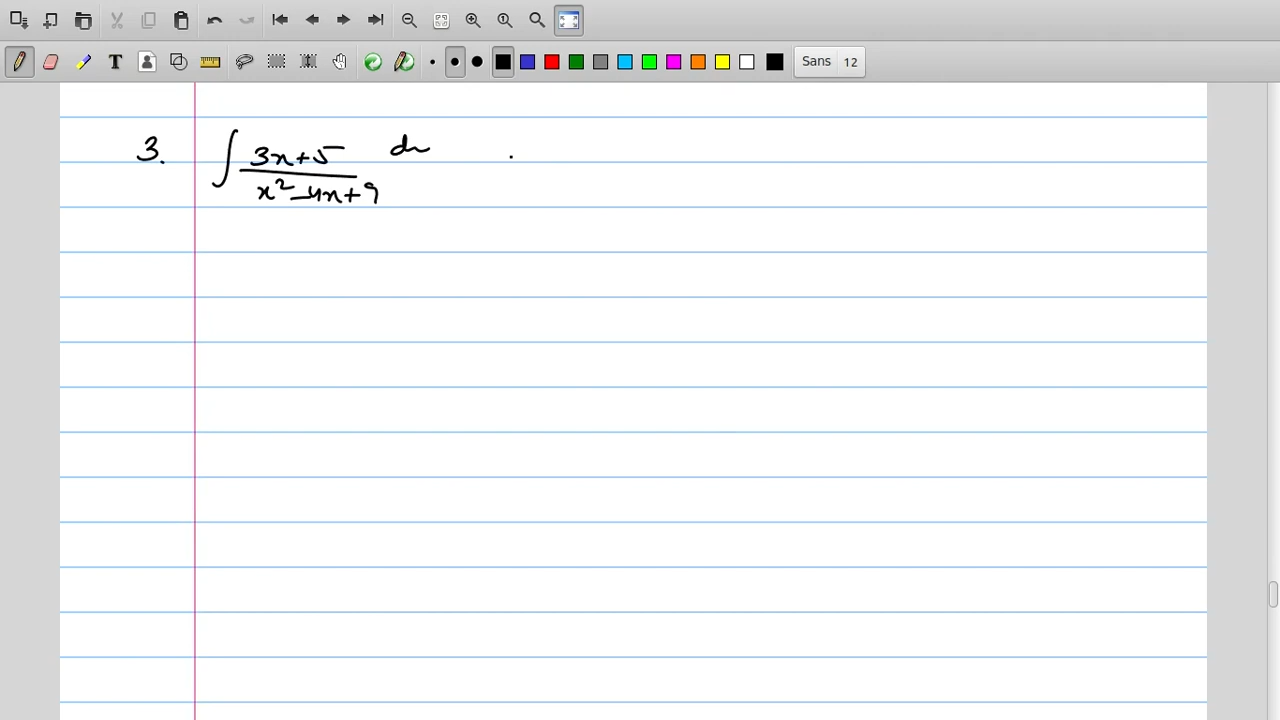 Sans 12
3. ∫ 3x+5 dx
x² - 4x + 9